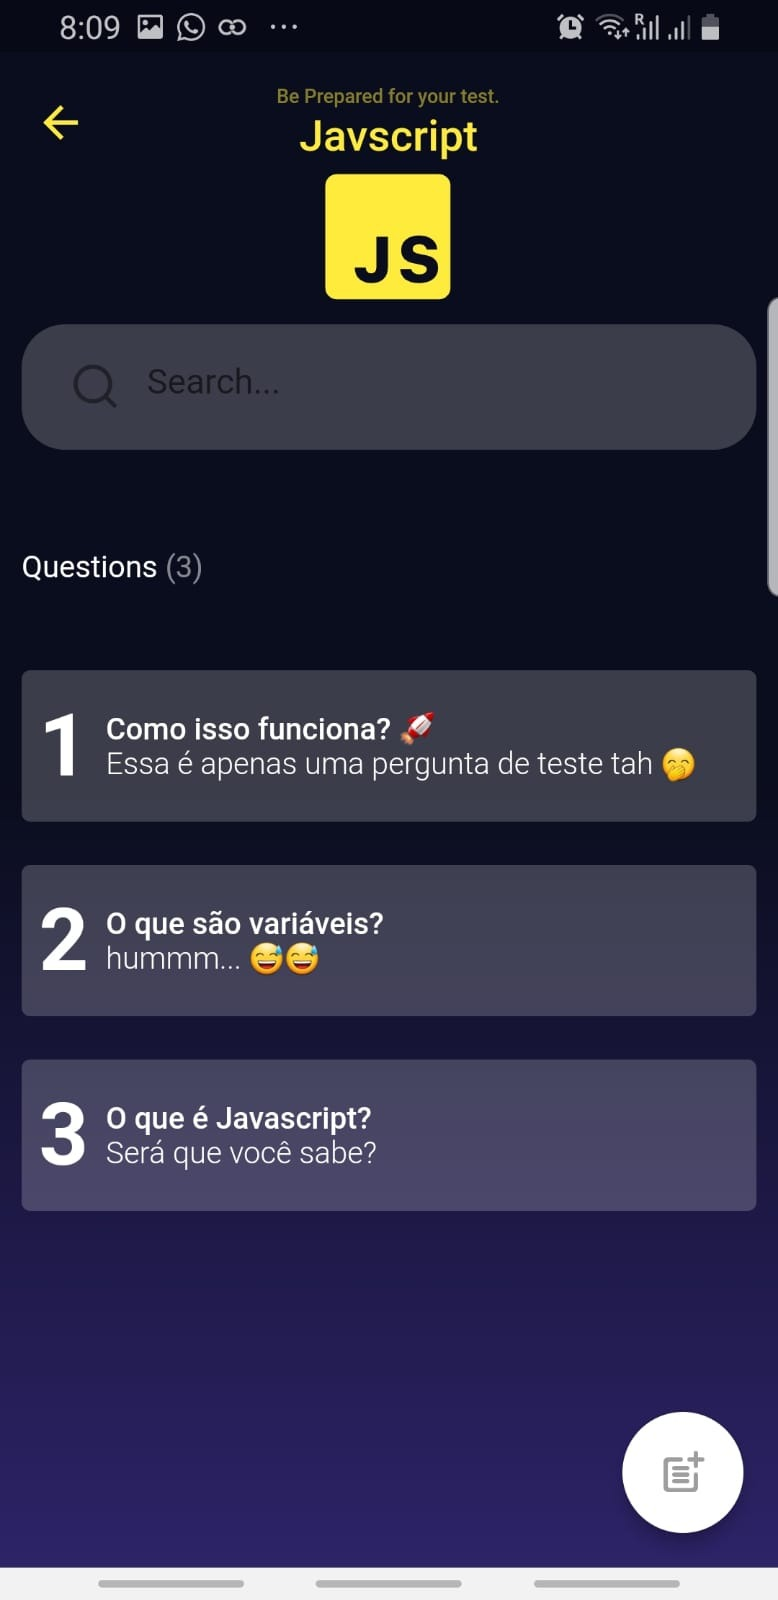 8:09
R
Be Prepared for your test.
Javscript
JS
Search...
Questions (3)
1
Como isso funciona? 🚀
Essa é apenas uma pergunta de teste tah 🤭
2
O que são variáveis?
hummm... 😅😅
3
O que é Javascript?
Será que você sabe?